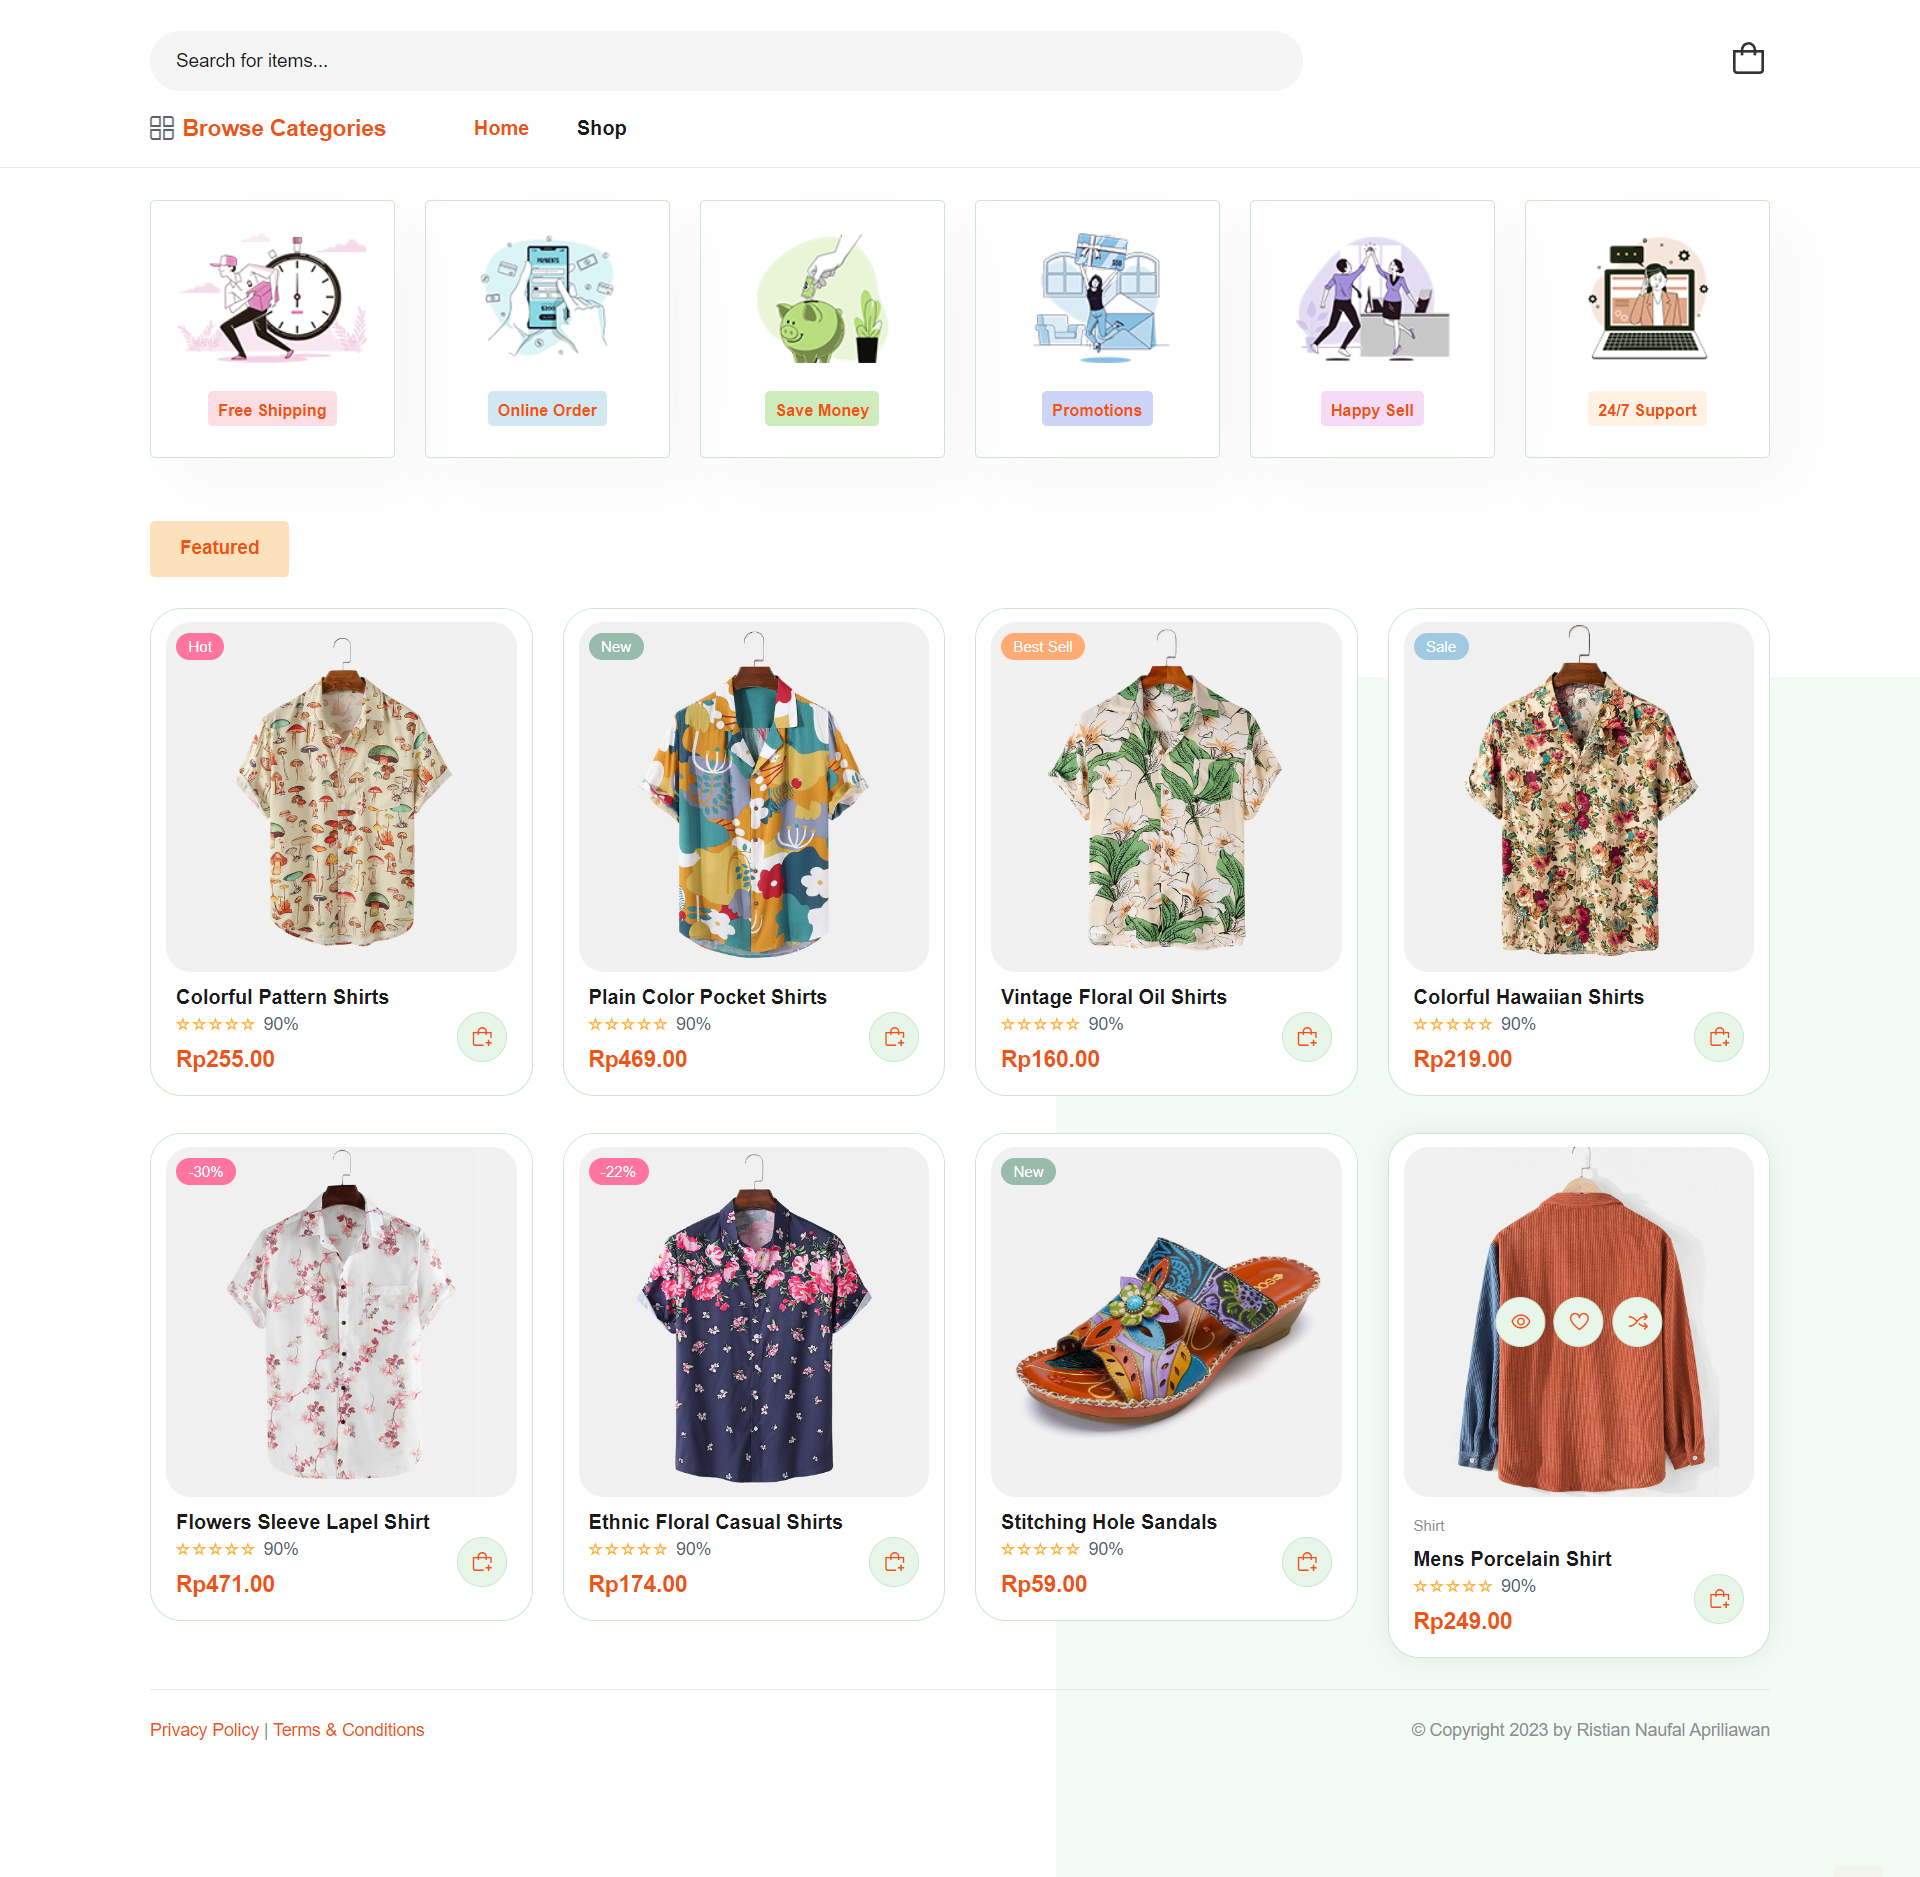 Search for items...
Browse Categories
Home
Shop
PAYMENTS
Free Shipping
Online Order
Save Money
Promotions
Happy Sell
24/7 Support
Featured
Hot
New
Best Sell
Sale
Colorful Pattern Shirts
90%
Rp255.00
Plain Color Pocket Shirts
90%
Rp469.00
Vintage Floral Oil Shirts
90%
Rp160.00
Colorful Hawaiian Shirts
90%
Rp219.00
-30%
-22%
New
Flowers Sleeve Lapel Shirt
90%
Rp471.00
Ethnic Floral Casual Shirts
90%
Rp174.00
Stitching Hole Sandals
90%
Rp59.00
Shirt
Mens Porcelain Shirt
90%
Rp249.00
Privacy Policy | Terms & Conditions
© Copyright 2023 by Ristian Naufal Apriliawan